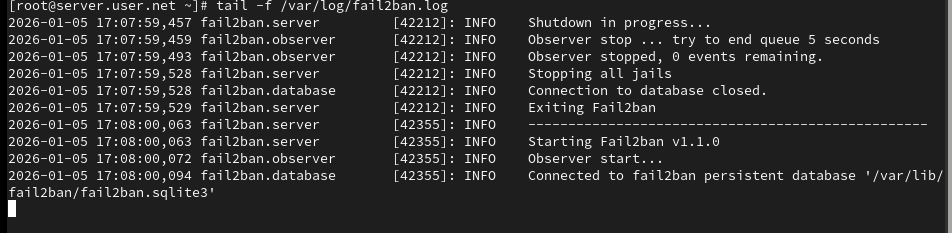 [root@server.user.net ~]# tail -f /var/log/fail2ban.log
2026-01-05 17:07:59,457 fail2ban.server         [42212]: INFO    Shutdown in progress...
2026-01-05 17:07:59,459 fail2ban.observer       [42212]: INFO    Observer stop ... try to end queue 5 seconds
2026-01-05 17:07:59,493 fail2ban.observer       [42212]: INFO    Observer stopped, 0 events remaining.
2026-01-05 17:07:59,528 fail2ban.server         [42212]: INFO    Stopping all jails
2026-01-05 17:07:59,528 fail2ban.database       [42212]: INFO    Connection to database closed.
2026-01-05 17:07:59,529 fail2ban.server         [42212]: INFO    Exiting Fail2ban
2026-01-05 17:08:00,063 fail2ban.server         [42355]: INFO    --------------------------------------------------
2026-01-05 17:08:00,063 fail2ban.server         [42355]: INFO    Starting Fail2ban v1.1.0
2026-01-05 17:08:00,072 fail2ban.observer       [42355]: INFO    Observer start...
2026-01-05 17:08:00,094 fail2ban.database       [42355]: INFO    Connected to fail2ban persistent database '/var/lib/
fail2ban/fail2ban.sqlite3'